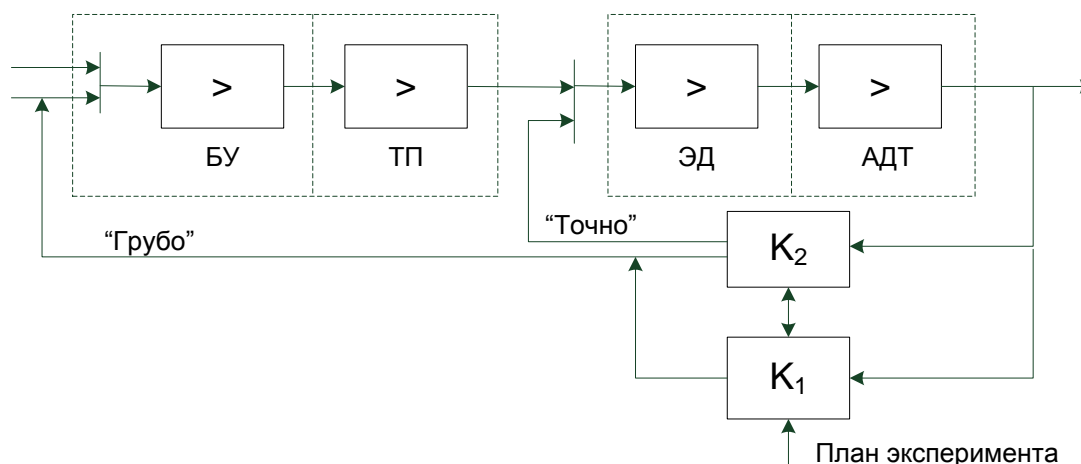 >
>
>
>
БУ
ТП
ЭД
АДТ
“Грубо”
“Точно”
K₂
K₁
План эксперимента